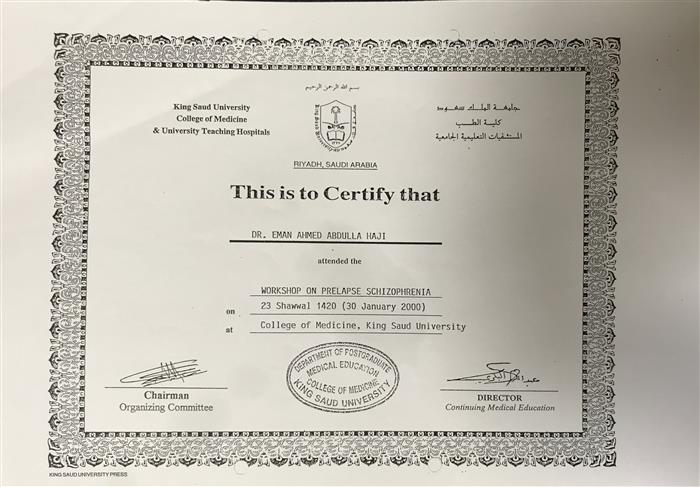 بسم الله الرحمن الرحيم
King Saud University
College of Medicine
& University Teaching Hospitals
جامعة الملك سعود
كلية الطب
المستشفيات التعليمية الجامعية
RIYADH, SAUDI ARABIA
This is to Certify that
DR. EMAN AHMED ABDULLA HAJI
attended the
WORKSHOP ON PRELAPSE SCHIZOPHRENIA
on 23 Shawwal 1420 (30 January 2000)
at College of Medicine, King Saud University
DEPARTMENT OF POSTGRADUATE
MEDICAL EDUCATION
COLLEGE OF MEDICINE
KING SAUD UNIVERSITY
Chairman
Organizing Committee
DIRECTOR
Continuing Medical Education
KING SAUD UNIVERSITY PRESS